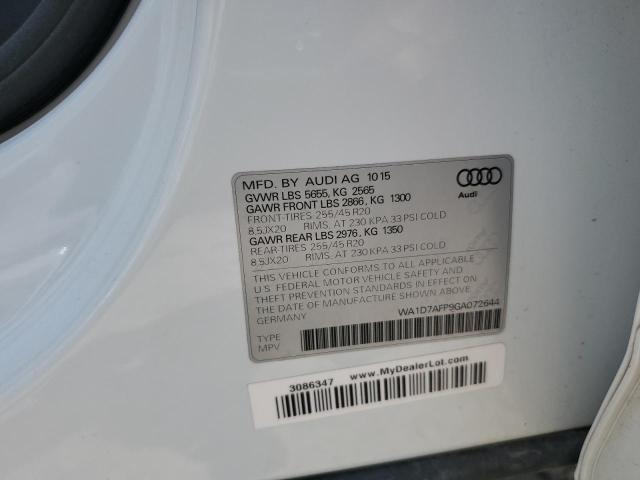 MFD. BY AUDI AG 1015
GVWR LBS 5655, KG 2565
GAWR FRONT LBS 2866, KG 1300
FRONT-TIRES 255/45 R20
8.5JX20 RIMS. AT 230 KPA 33 PSI COLD
GAWR REAR LBS 2976, KG 1350
REAR-TIRES 255/45 R20
8.5JX20 RIMS. AT 230 KPA 33 PSI COLD
Audi
THIS VEHICLE CONFORMS TO ALL APPLICABLE
U.S. FEDERAL MOTOR VEHICLE SAFETY AND
THEFT PREVENTION STANDARDS IN EFFECT ON
THE DATE OF MANUFACTURE SHOWN ABOVE.
GERMANY
WA1D7AFP9GA072644
TYPE
MPV
3086347 www.MyDealerLot.com